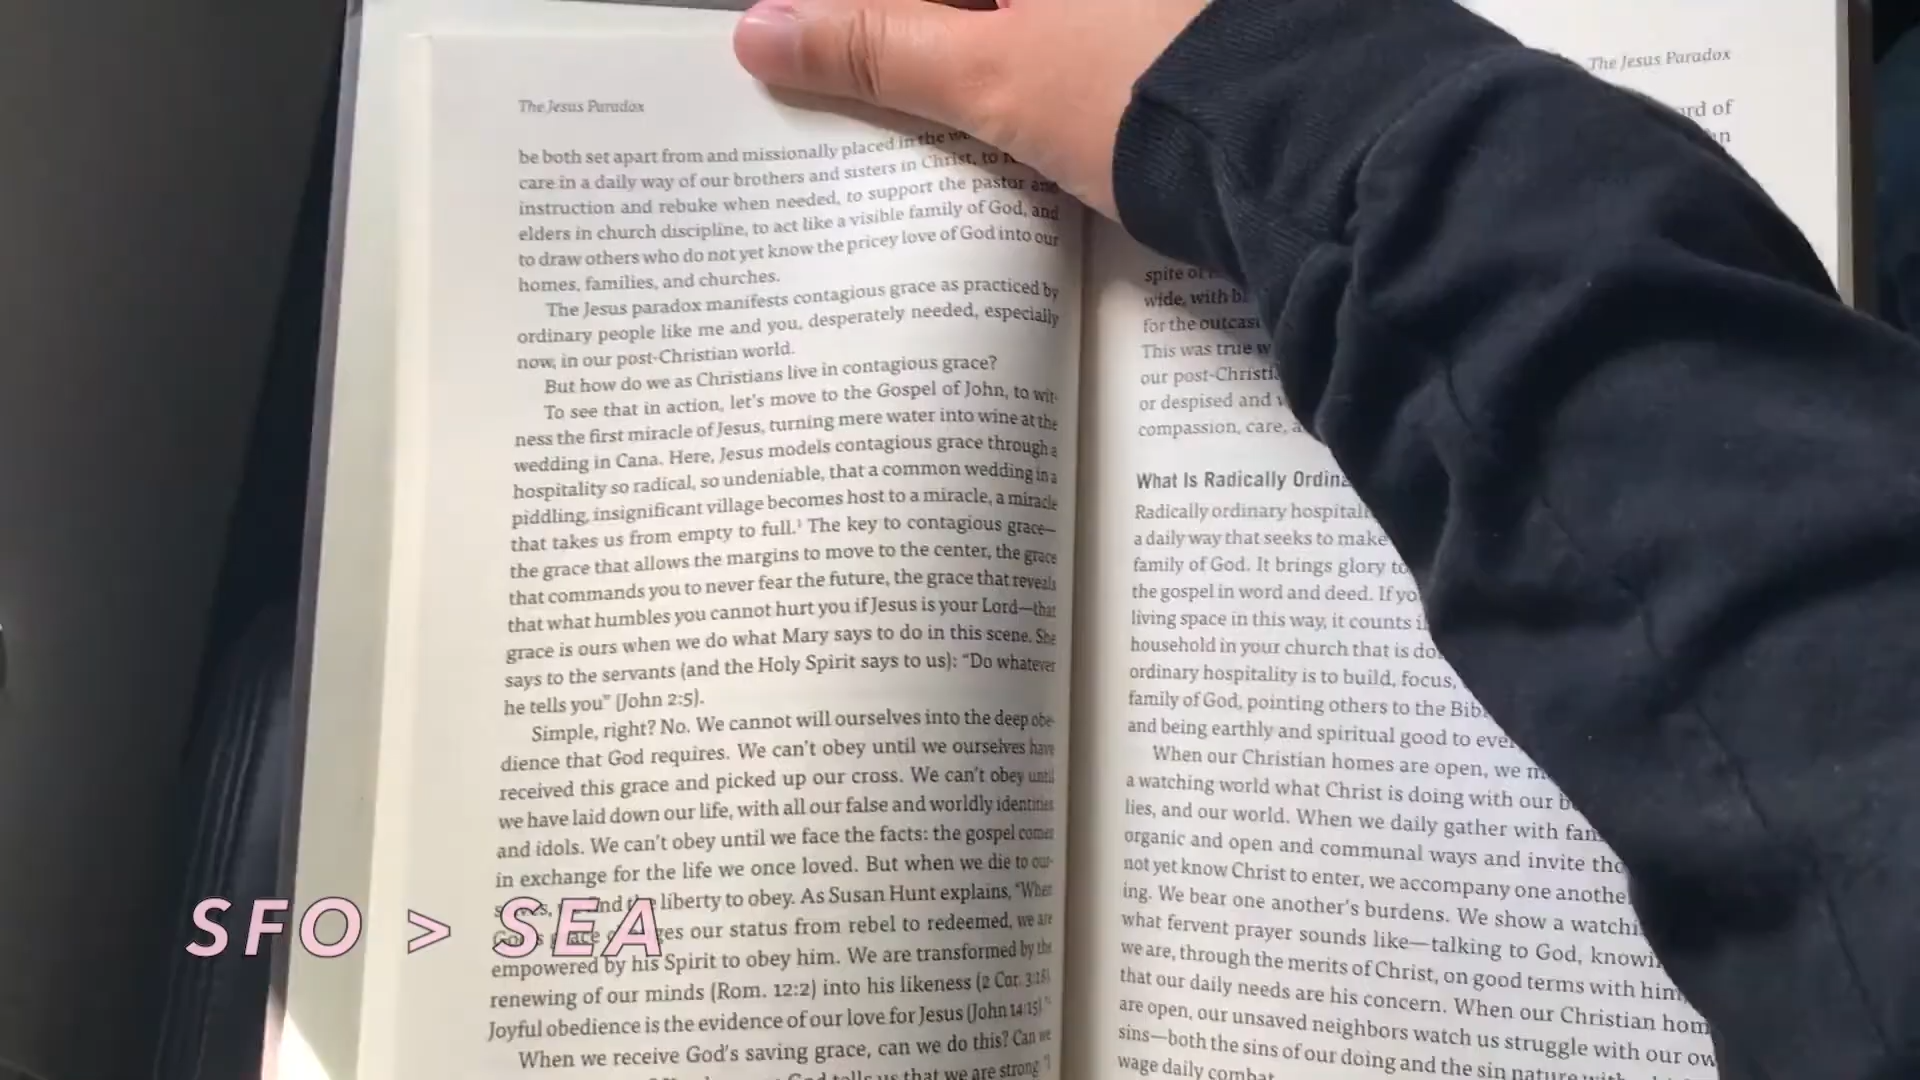 The Jesus Paradox
be both set apart from and missionally placed in the
care in a daily way of our brothers and sisters in Christ, to
instruction and rebuke when needed, to support the pastor and
elders in church discipline, to act like a visible family of God, and
to draw others who do not yet know the pricey love of God into our
homes, families, and churches.
The Jesus paradox manifests contagious grace as practiced by
ordinary people like me and you, desperately needed, especially
now, in our post-Christian world.
But how do we as Christians live in contagious grace?
To see that in action, let's move to the Gospel of John, to wit-
ness the first miracle of Jesus, turning mere water into wine at the
wedding in Cana. Here, Jesus models contagious grace through a
hospitality so radical, so undeniable, that a common wedding in a
piddling, insignificant village becomes host to a miracle, a miracle
that takes us from empty to full.¹ The key to contagious grace—
the grace that allows the margins to move to the center, the grace
that commands you to never fear the future, the grace that reveals
that what humbles you cannot hurt you if Jesus is your Lord—that
grace is ours when we do what Mary says to do in this scene. She
says to the servants (and the Holy Spirit says to us): “Do whatever
he tells you” (John 2:5).
Simple, right? No. We cannot will ourselves into the deep obe-
dience that God requires. We can't obey until we ourselves have
received this grace and picked up our cross. We can't obey until
we have laid down our life, with all our false and worldly identities
and idols. We can't obey until we face the facts: the gospel comes
in exchange for the life we once loved. But when we die to our-
find the liberty to obey. As Susan Hunt explains, “When
our status from rebel to redeemed, we are
empowered by his Spirit to obey him. We are transformed by the
renewing of our minds (Rom. 12:2) into his likeness (2 Cor. 3:18).
Joyful obedience is the evidence of our love for Jesus (John 14:15)."
When we receive God's saving grace, can we do this? Can we
tells us that we are strong
SFO > SEA
The Jesus Paradox
of
spite of
wide, with
for the outcast
This was true
our post-Christian
or despised and
compassion, care,
What Is Radically
Radically ordinary
a daily way that seeks to make
family of God. It brings glory to
the gospel in word and deed. If
living space in this way, it counts
household in your church that is
ordinary hospitality is to build, focus,
family of God, pointing others to the
and being earthly and spiritual good to
When our Christian homes are open, we
a watching world what Christ is doing with our
lies, and our world. When we daily gather with
organic and open and communal ways and invite
not yet know Christ to enter, we accompany one
ing. We bear one another's burdens. We show a
what fervent prayer sounds like—talking to God,
we are, through the merits of Christ, on good terms with him,
that our daily needs are his concern. When our Christian
are open, our unsaved neighbors watch us struggle with our
sins—both the sins of our doing and the sin nature
wage daily combat